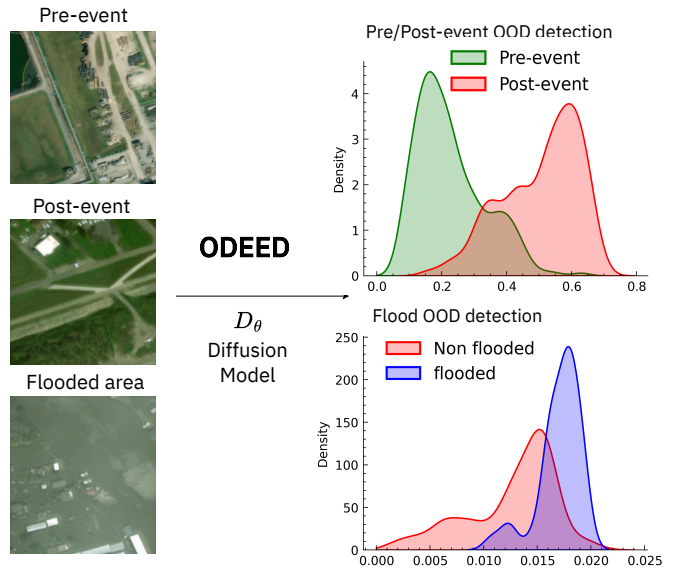 Pre-event
Post-event
Flooded area
ODEED
D_θ
Diffusion
Model
Pre/Post-event OOD detection
Pre-event
Post-event
Density
4
3
2
1
0
0.0 0.2 0.4 0.6 0.8
Flood OOD detection
Non flooded
flooded
Density
250
200
150
100
50
0
0.000 0.005 0.010 0.015 0.020 0.025